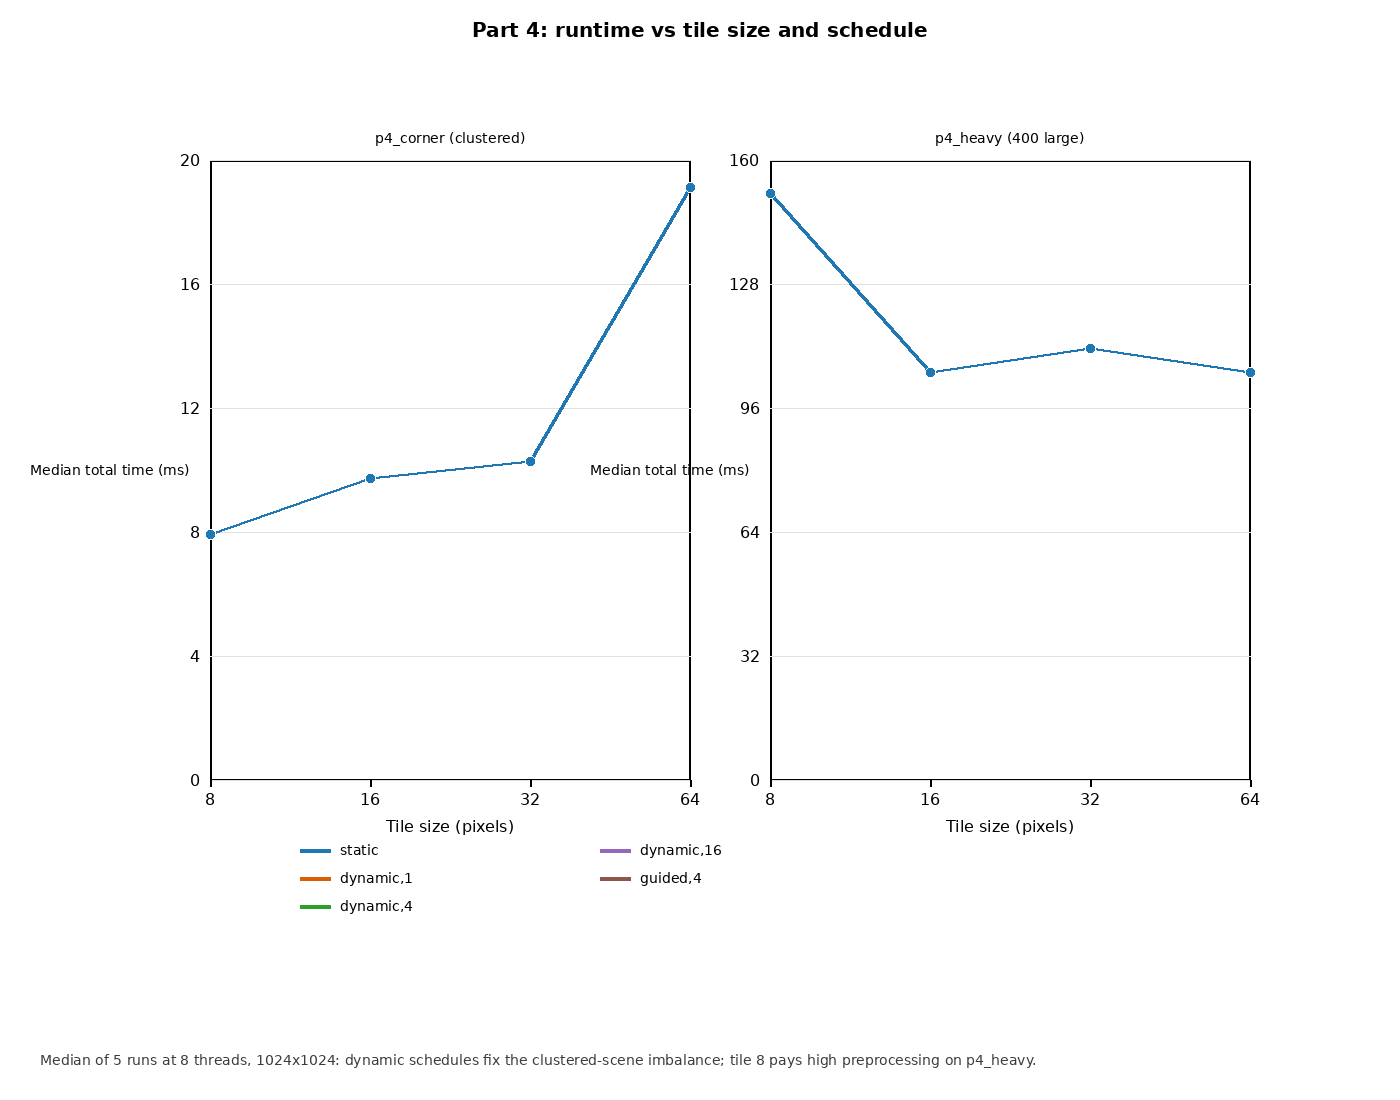 Part 4: runtime vs tile size and schedule
p4_corner (clustered)
20
16
12
8
4
0
Median total time (ms)
8 16 32 64
Tile size (pixels)
p4_heavy (400 large)
160
128
96
64
32
0
Median total time (ms)
8 16 32 64
Tile size (pixels)
static
dynamic,1
dynamic,4
dynamic,16
guided,4
Median of 5 runs at 8 threads, 1024x1024: dynamic schedules fix the clustered-scene imbalance; tile 8 pays high preprocessing on p4_heavy.